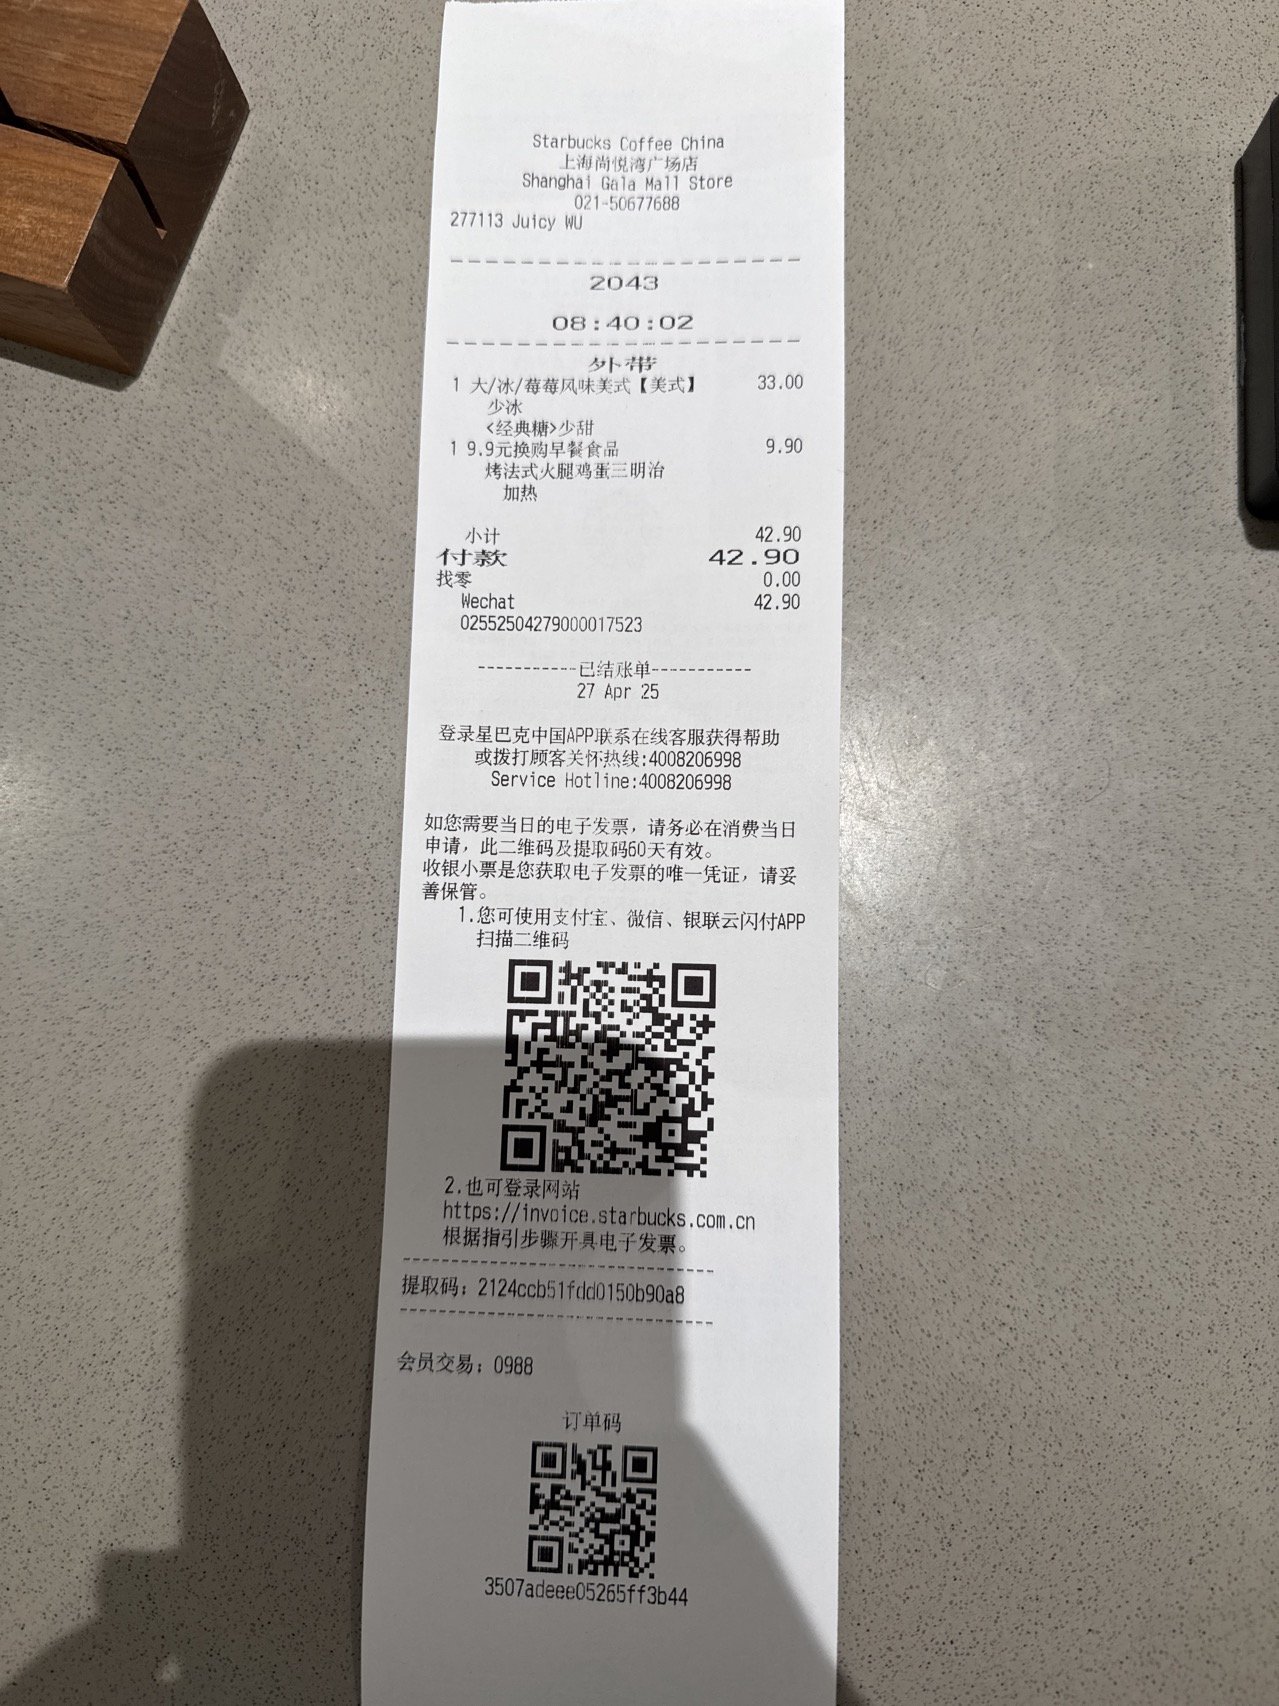 Starbucks Coffee China
上海尚悦湾广场店
Shanghai Gala Mall Store
021-50677688
277113 Juicy WU
2043
08:40:02
外带
1 大/冰/莓莓风味美式【美式】 33.00
少冰
<经典糖>少甜
1 9.9元换购早餐食品 9.90
烤法式火腿鸡蛋三明治
加热
小计 42.90
付款 42.90
找零 0.00
Wechat 42.90
02552504279000017523
-----------已结账单-----------
27 Apr 25
登录星巴克中国APP联系在线客服获得帮助
或拨打顾客关怀热线:4008206998
Service Hotline:4008206998
如您需要当日的电子发票，请务必在消费当日
申请，此二维码及提取码60天有效。
收银小票是您获取电子发票的唯一凭证，请妥
善保管。
1.您可使用支付宝、微信、银联云闪付APP
扫描二维码
2.也可登录网站
https://invoice.starbucks.com.cn
根据指引步骤开具电子发票。
提取码：2124ccb51fdd0150b90a8
会员交易：0988
订单码
3507adeee05265ff3b44